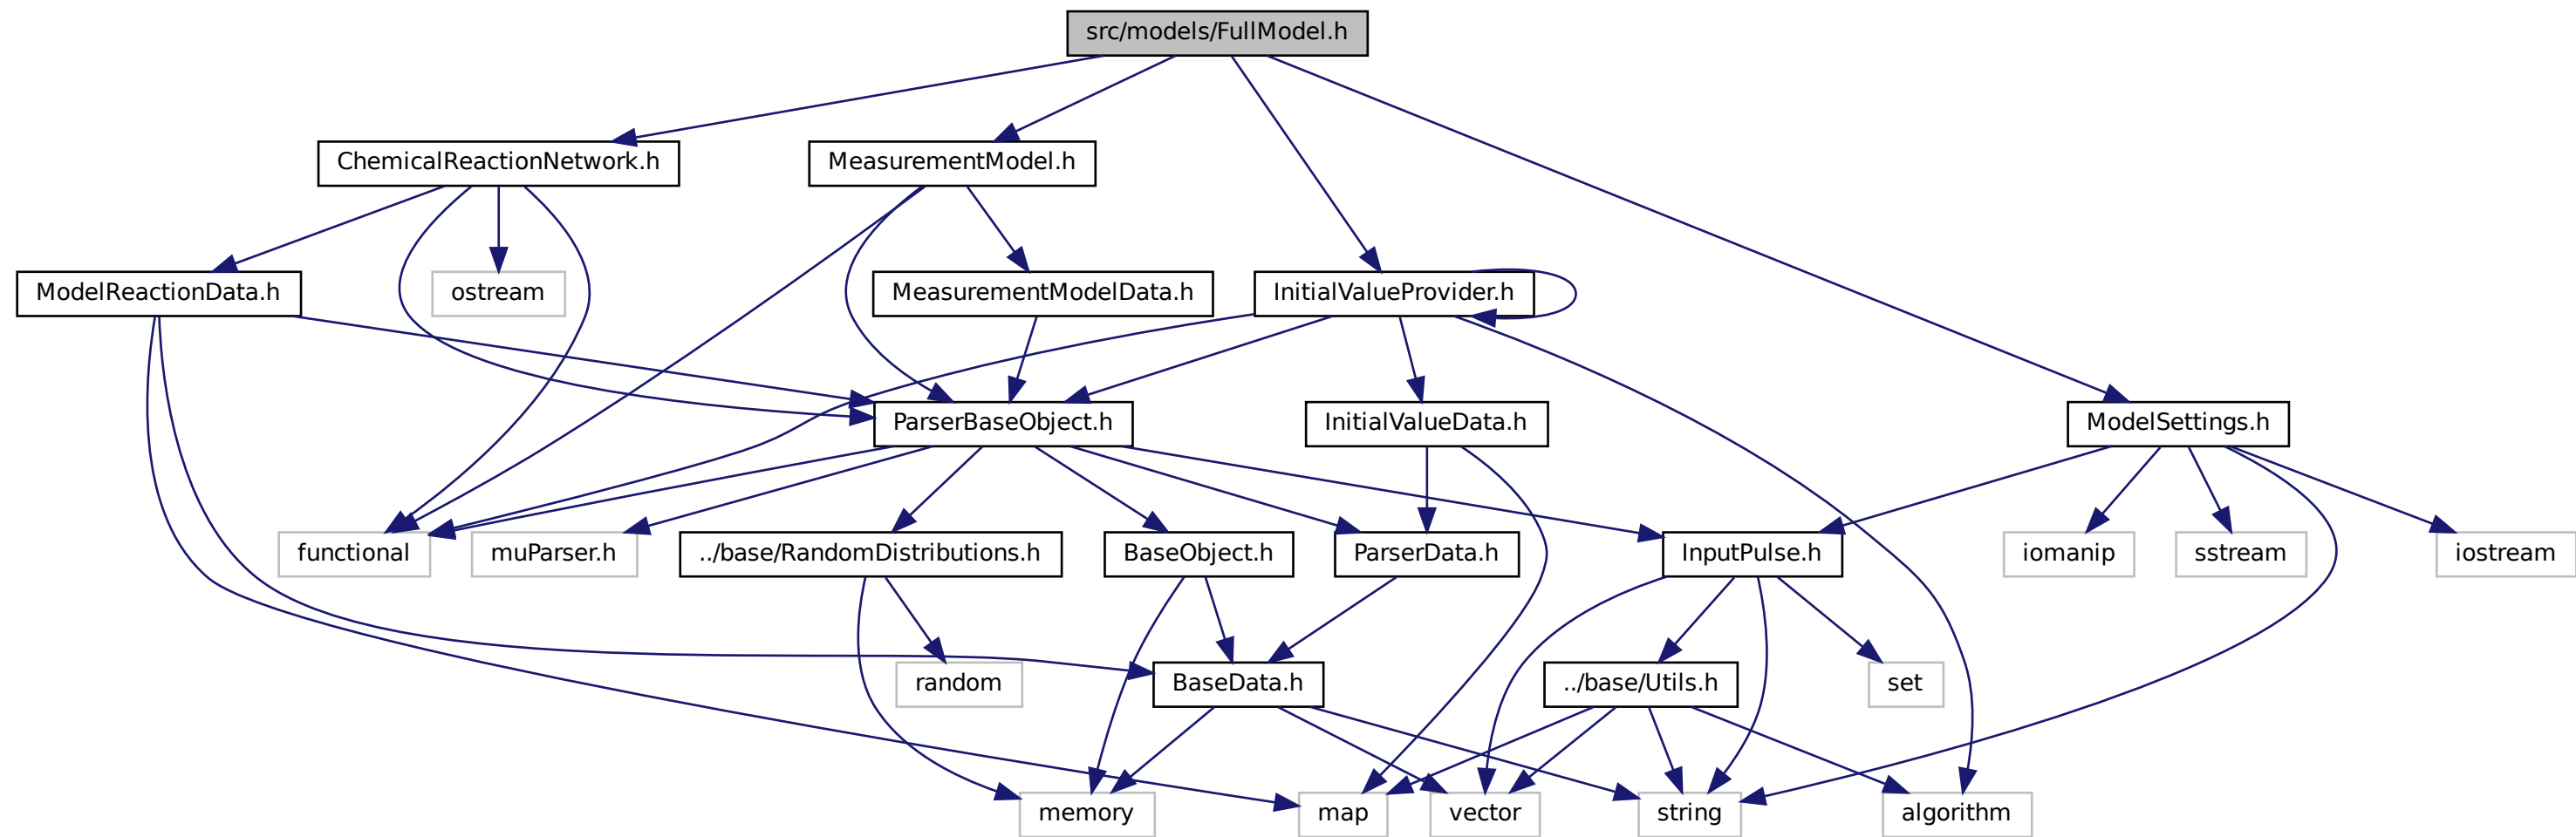 src/models/FullModel.h
ChemicalReactionNetwork.h
MeasurementModel.h
ModelReactionData.h
ostream
MeasurementModelData.h
InitialValueProvider.h
ParserBaseObject.h
InitialValueData.h
ModelSettings.h
functional
muParser.h
../base/RandomDistributions.h
BaseObject.h
ParserData.h
InputPulse.h
iomanip
sstream
iostream
random
BaseData.h
../base/Utils.h
set
memory
map
vector
string
algorithm